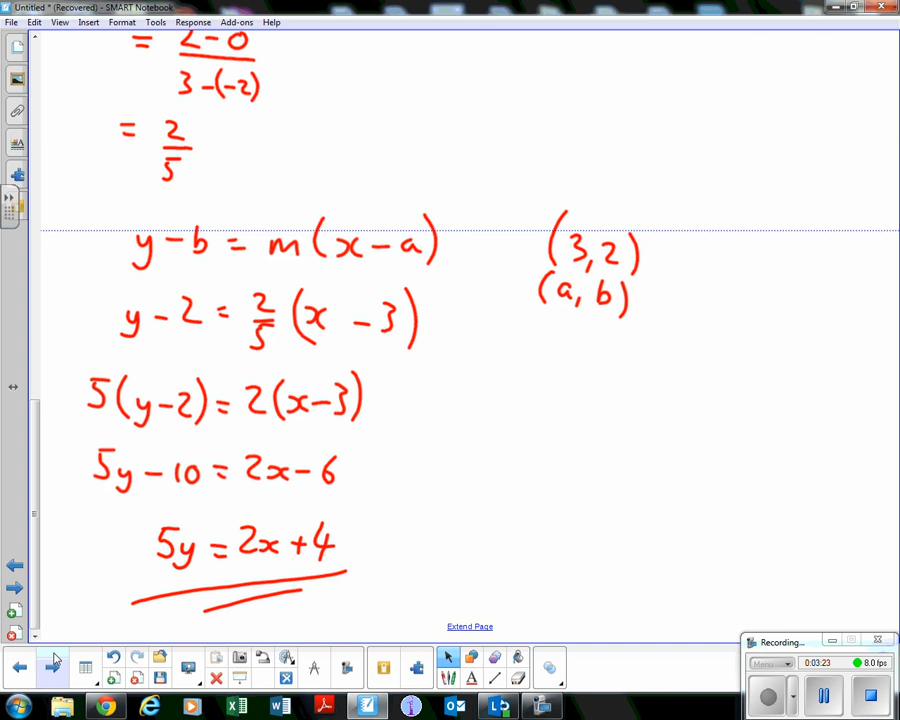 Untitled * (Recovered) - SMART Notebook
File Edit View Insert Format Tools Response Add-ons Help
= 2 - 0
3 - (-2)
= 2
5
y - b = m(x - a)
(3, 2)
(a, b)
y - 2 = 2/5 (x - 3)
5(y - 2) = 2(x - 3)
5y - 10 = 2x - 6
5y = 2x + 4
Extend Page
Recording...
Menu
0:03:23
8.0 fps